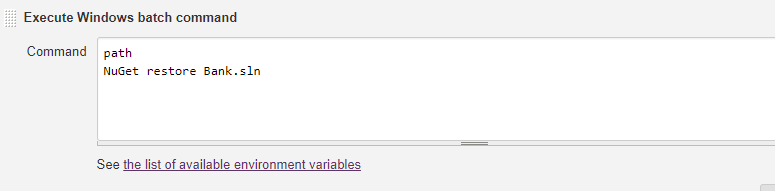 Execute Windows batch command
Command
path
NuGet restore Bank.sln
See the list of available environment variables